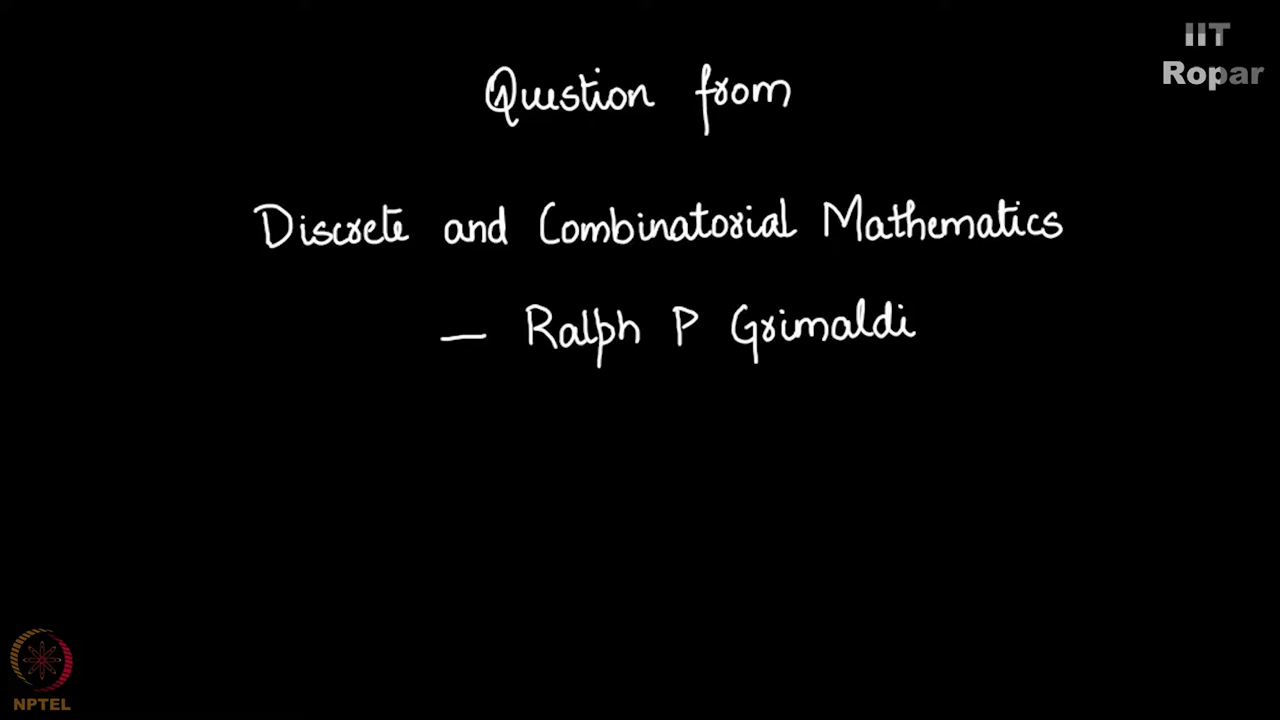 IIT
Ropar
Question from
Discrete and Combinatorial Mathematics
— Ralph P Grimaldi
NPTEL